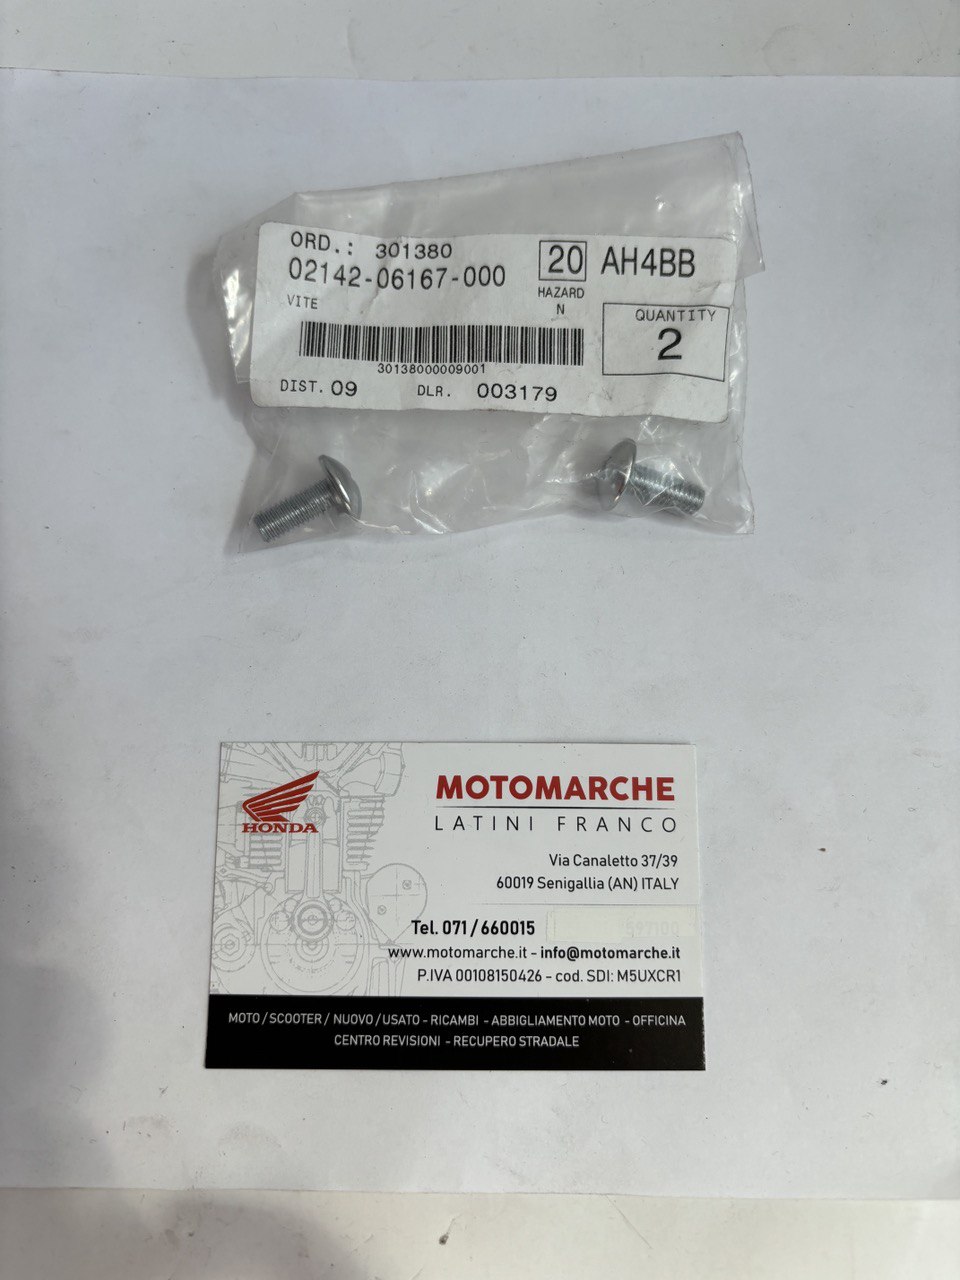 ORD.: 301380
02142-06167-000
20 AH4BB
VITE
HAZARD
N
QUANTITY
2
30138000009001
DIST. 09 DLR. 003179
HONDA
MOTOMARCHE
LATINI FRANCO
Via Canaletto 37/39
60019 Senigallia (AN) ITALY
Tel. 071/660015
www.motomarche.it - info@motomarche.it
P.IVA 00108150426 - cod. SDI: M5UXCR1
MOTO / SCOOTER / NUOVO / USATO - RICAMBI - ABBIGLIAMENTO MOTO - OFFICINA
CENTRO REVISIONI - RECUPERO STRADALE